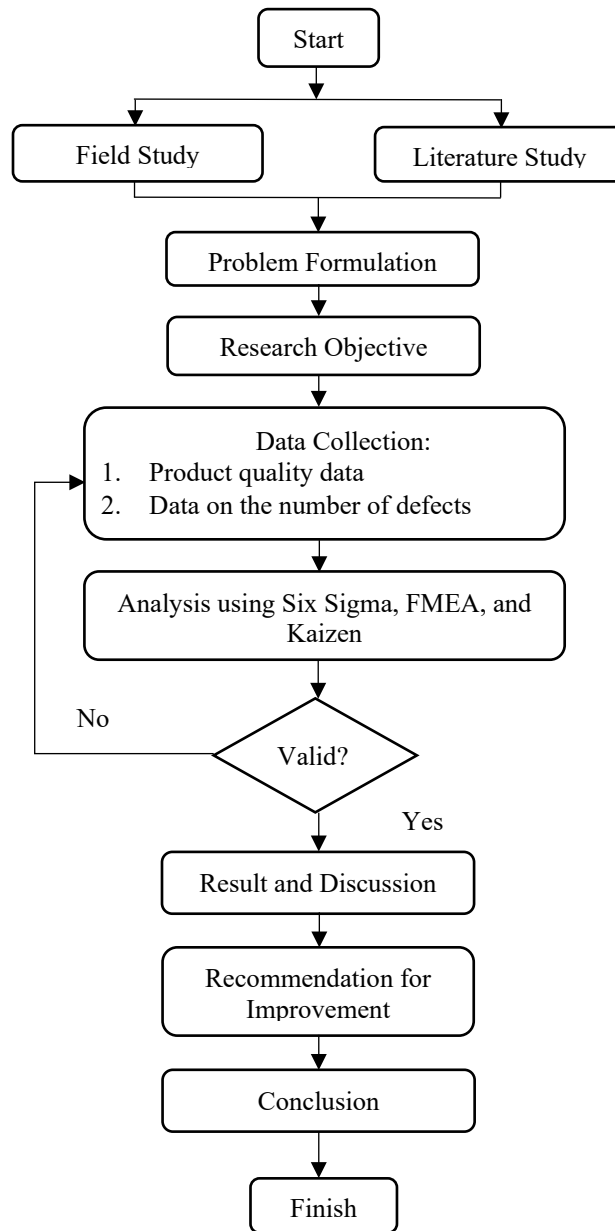 Start
Field Study
Literature Study
Problem Formulation
Research Objective
Data Collection:
1. Product quality data
2. Data on the number of defects
Analysis using Six Sigma, FMEA, and
Kaizen
No
Valid?
Yes
Result and Discussion
Recommendation for
Improvement
Conclusion
Finish